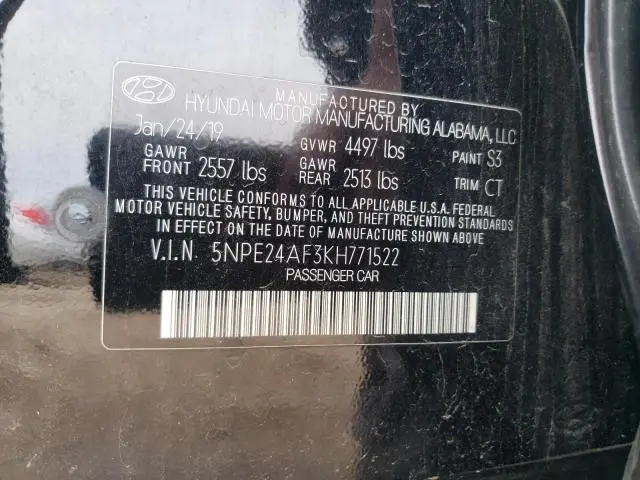 MANUFACTURED BY
HYUNDAI MOTOR MANUFACTURING ALABAMA, LLC
Jan/24/19
GVWR 4497 lbs PAINT S3
GAWR FRONT 2557 lbs GAWR REAR 2513 lbs TRIM CT
THIS VEHICLE CONFORMS TO ALL APPLICABLE U.S.A. FEDERAL
MOTOR VEHICLE SAFETY, BUMPER, AND THEFT PREVENTION STANDARDS
IN EFFECT ON THE DATE OF MANUFACTURE SHOWN ABOVE.
V.I.N. 5NPE24AF3KH771522
PASSENGER CAR